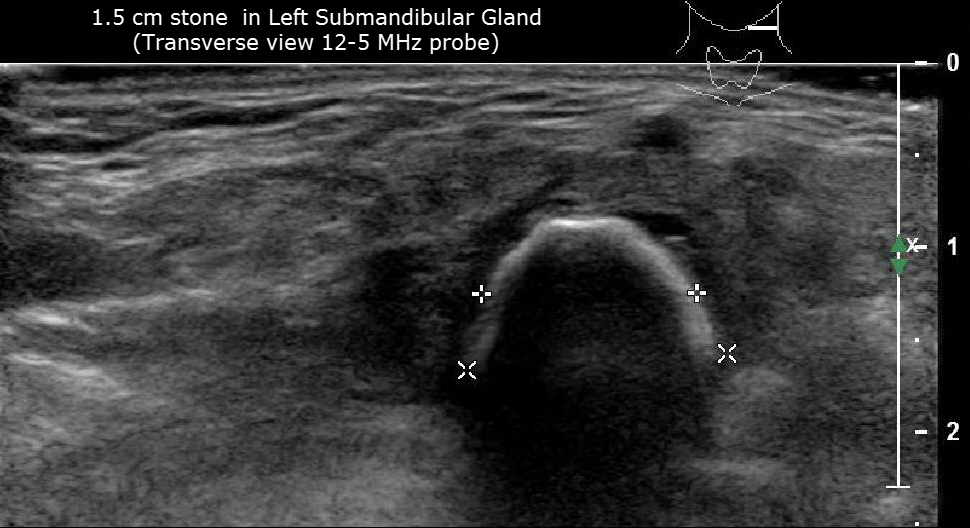 1.5 cm stone  in Left Submandibular Gland
(Transverse view 12-5 MHz probe)
0
X
1
2